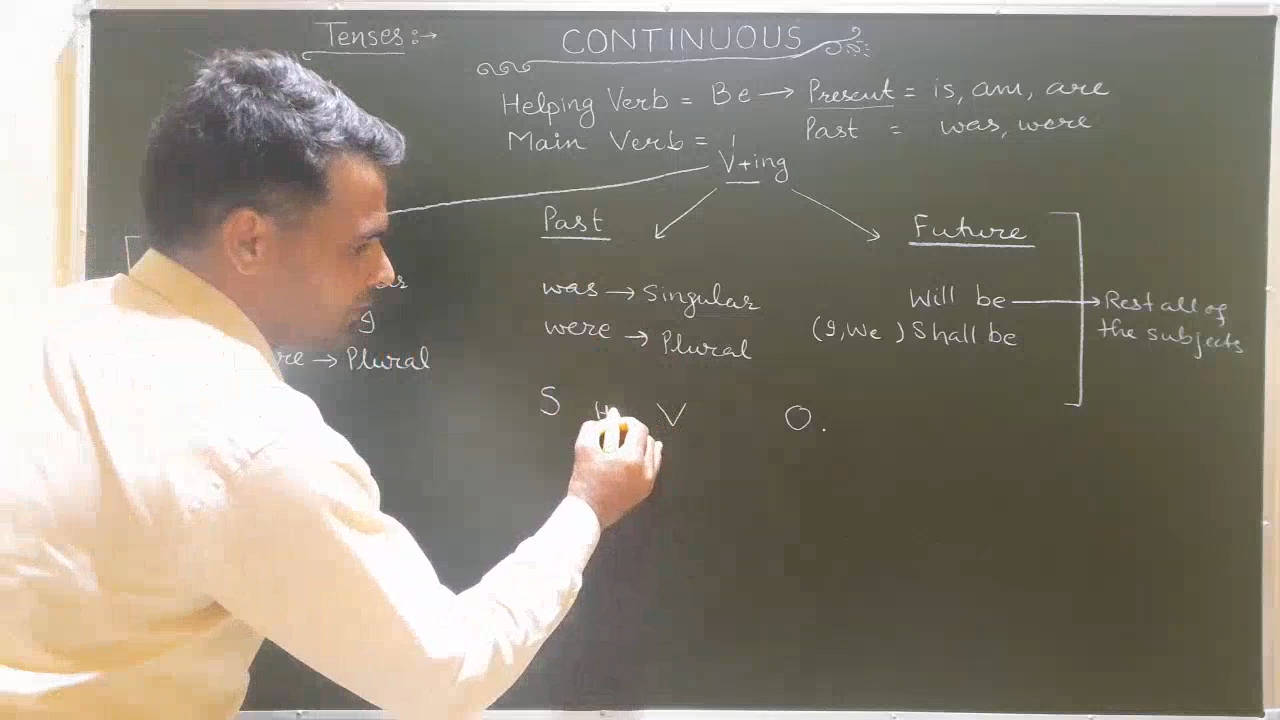 Tenses:→
CONTINUOUS
Helping Verb = Be → Present = is, am, are
Past = was, were
Main Verb = V+ing
Past
Future
was → Singular
were → Plural
Will be → Rest all of
the subjects
(I, We) Shall be
→ Plural
S H V O.